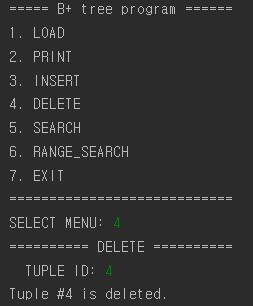 ===== B+ tree program ======
1. LOAD
2. PRINT
3. INSERT
4. DELETE
5. SEARCH
6. RANGE_SEARCH
7. EXIT
============================
SELECT MENU: 4
========== DELETE ==========
TUPLE ID: 4
Tuple #4 is deleted.